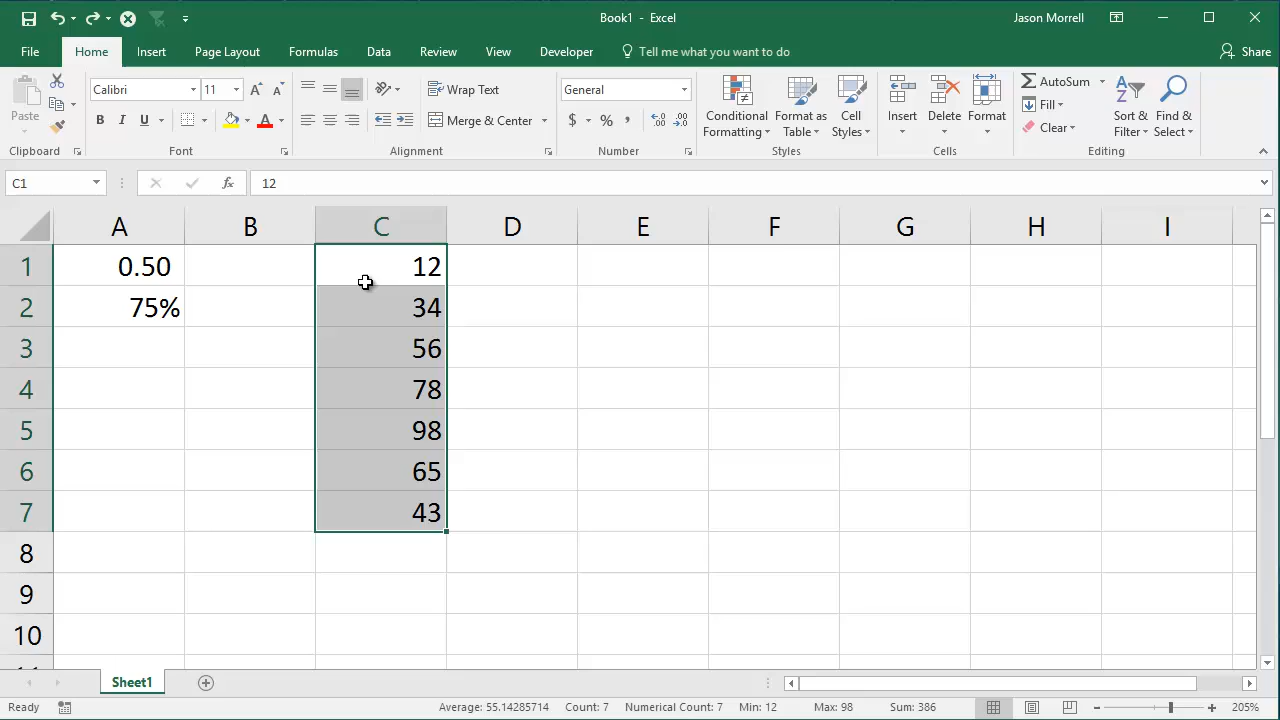 Book1 - Excel
Jason Morrell
File Home Insert Page Layout Formulas Data Review View Developer Tell me what you want to do Share
Paste
Clipboard
Calibri 11
B I U A
Font
Wrap Text
Merge & Center
Alignment
General
$ % ,
Number
Conditional Formatting
Format as Table
Cell Styles
Styles
Insert Delete Format
Cells
AutoSum
Fill
Clear
Sort & Filter
Find & Select
Editing
C1 fx 12
A B C D E F G H I
1 0.50 12
2 75% 34
3 56
4 78
5 98
6 65
7 43
8
9
10
Sheet1
Ready Average: 55.14285714 Count: 7 Numerical Count: 7 Min: 12 Max: 98 Sum: 386 205%